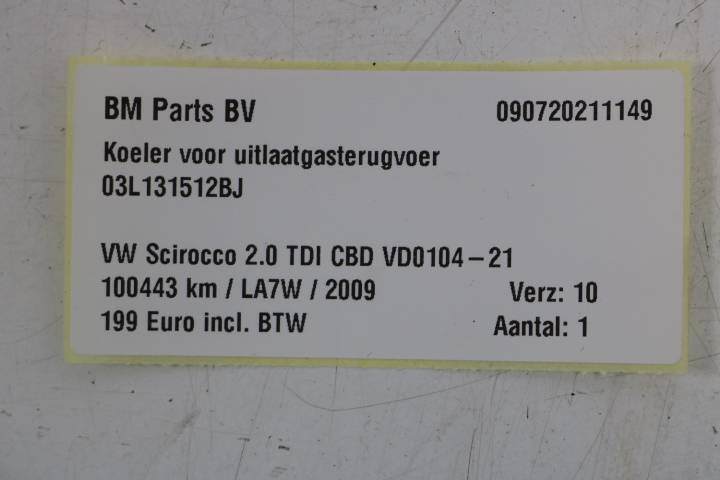 BM Parts BV 090720211149
Koeler voor uitlaatgasterugvoer
03L131512BJ
VW Scirocco 2.0 TDI CBD VD0104-21
100443 km / LA7W / 2009 Verz: 10
199 Euro incl. BTW Aantal: 1